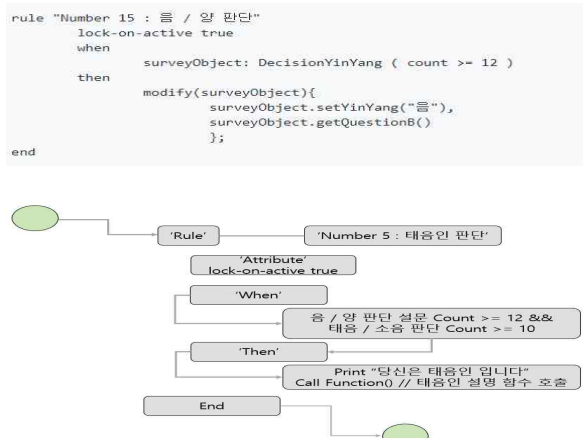 rule "Number 15 : 음 / 양 판단"
lock-on-active true
when
surveyObject: DecisionYinYang ( count >= 12 )
then
modify(surveyObject){
surveyObject.setYinYang("음"),
surveyObject.getQuestionB()
};
end
'Rule'
'Number 5 : 태음인 판단'
'Attribute'
lock-on-active true
'When'
음 / 양 판단 설문 Count >= 12 &&
태음 / 소음 판단 Count >= 10
'Then'
Print "당신은 태음인 입니다"
Call Function() // 태음인 설명 함수 호출
End